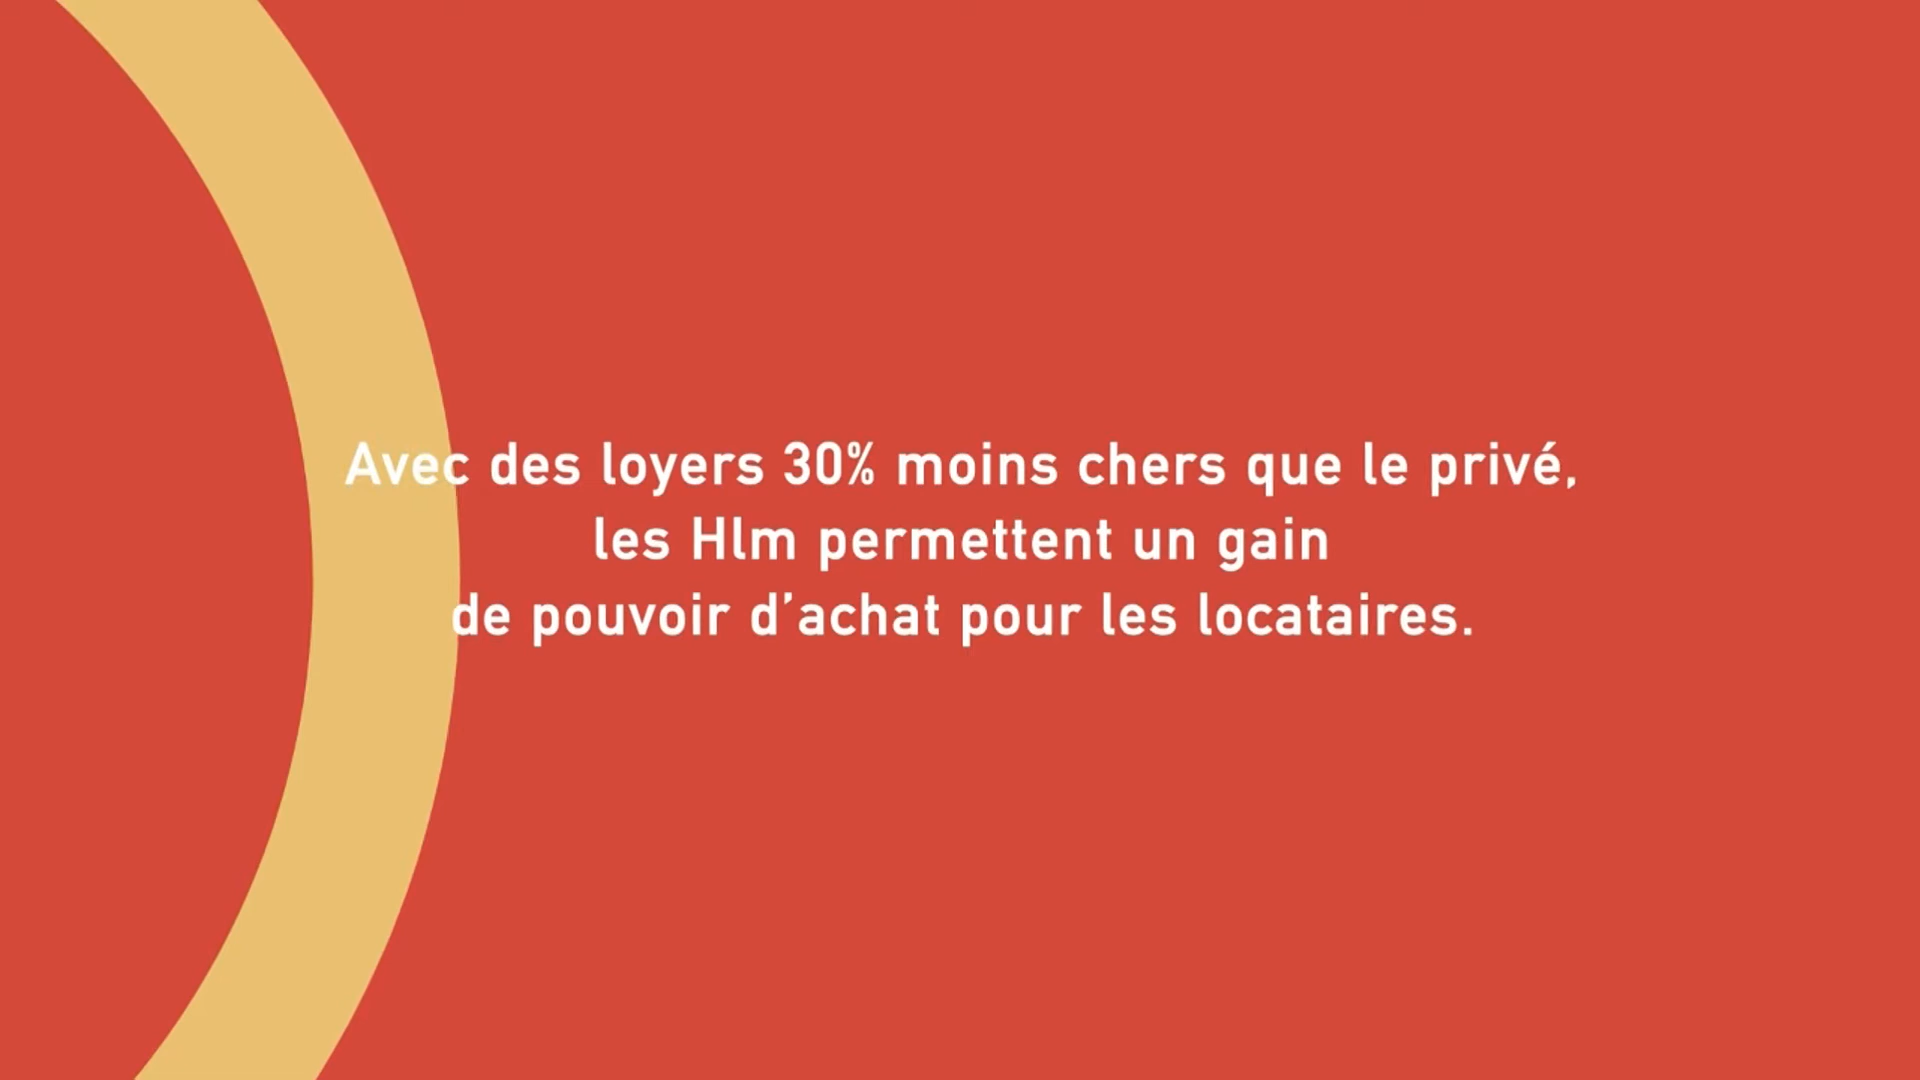 Avec des loyers 30% moins chers que le privé,
les Hlm permettent un gain
de pouvoir d’achat pour les locataires.